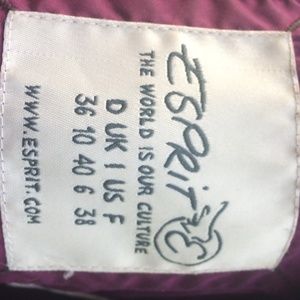 ESPRIT
THE WORLD IS OUR CULTURE
D UK I US F
36 10 40 6 38
WWW.ESPRIT.COM